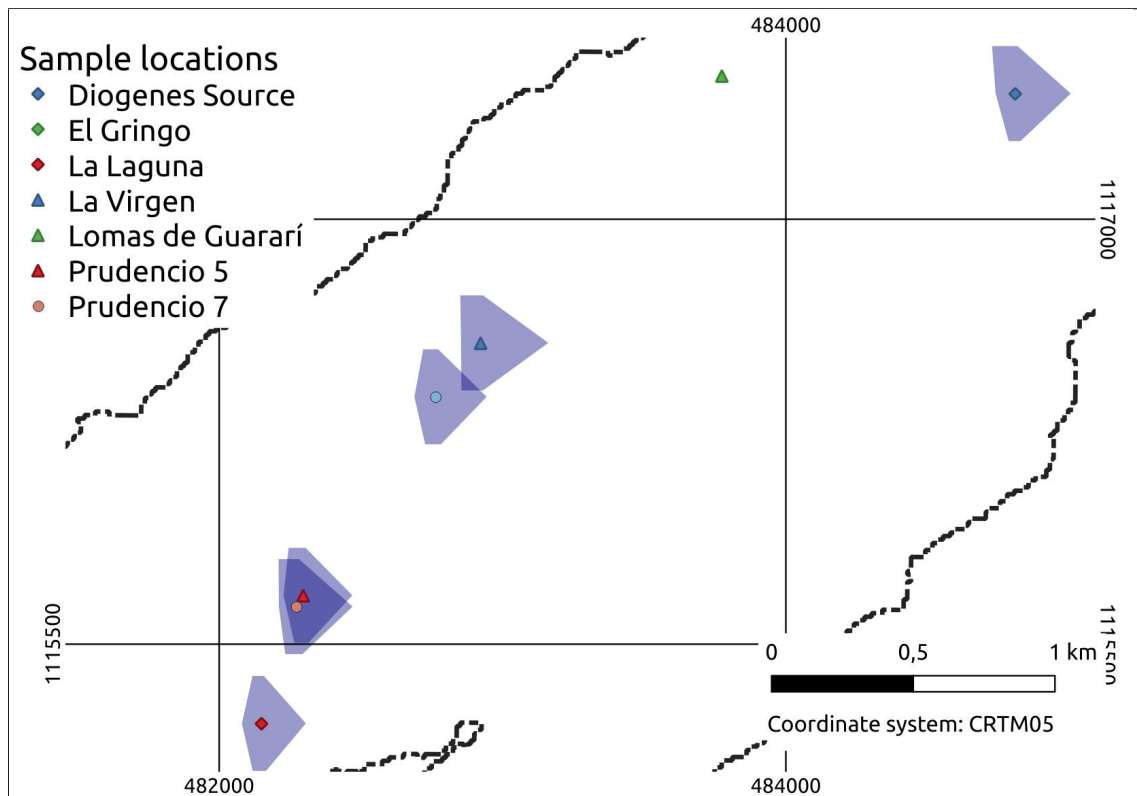 484000
Sample locations
Diogenes Source
El Gringo
La Laguna
La Virgen
Lomas de Guararí
Prudencio 5
Prudencio 7
1117000
1115500
1115500
0 0,5 1 km
Coordinate system: CRTM05
482000
484000